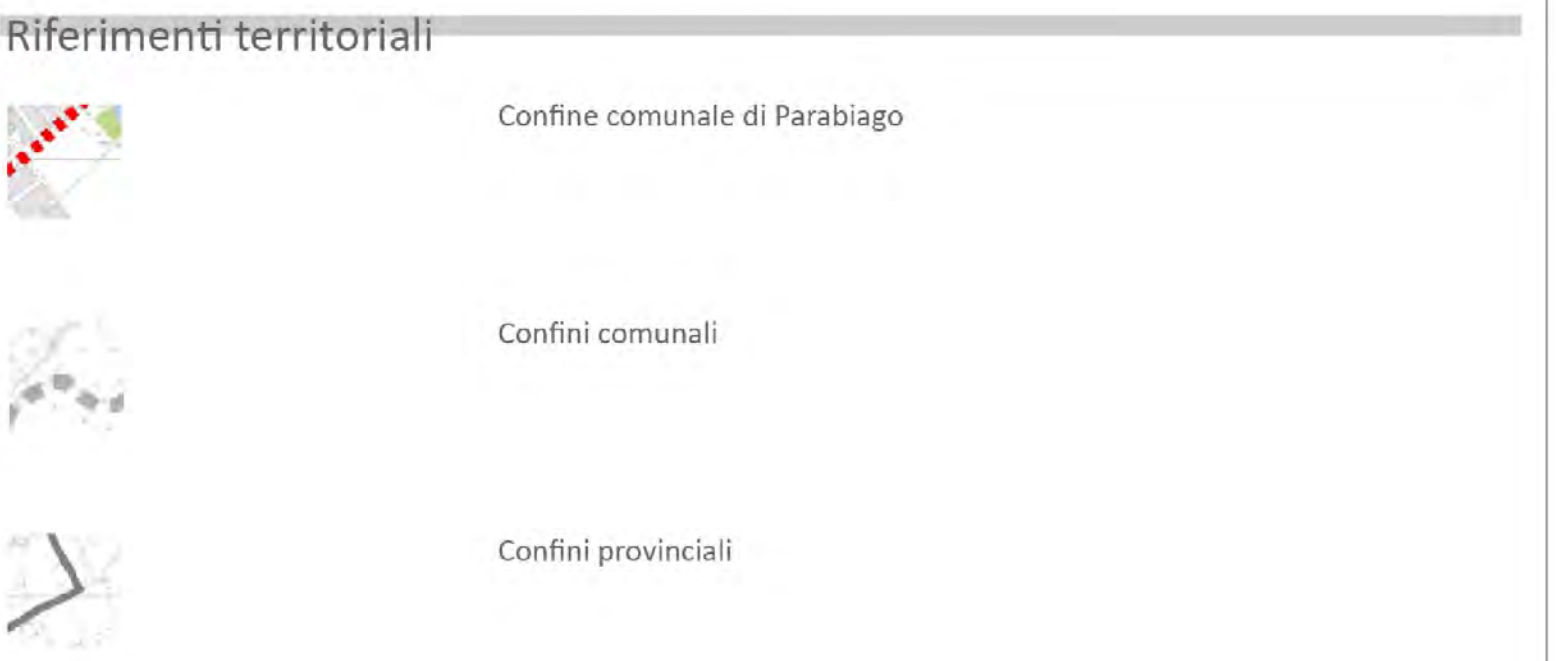 Riferimenti territoriali
Confine comunale di Parabiago
Confini comunali
Confini provinciali